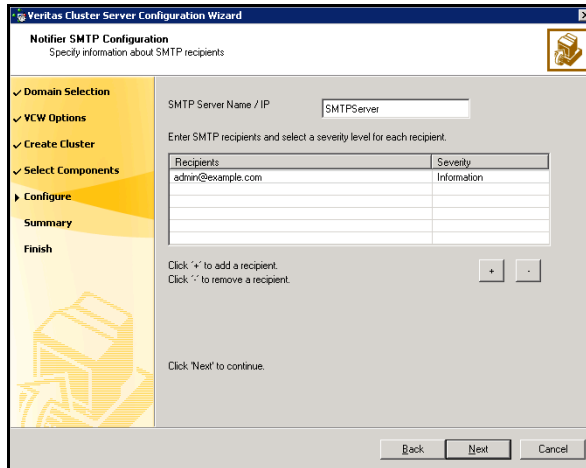 Veritas Cluster Server Configuration Wizard
Notifier SMTP Configuration
Specify information about SMTP recipients
Domain Selection
VCW Options
Create Cluster
Select Components
Configure
Summary
Finish
SMTP Server Name / IP
SMTPServer
Enter SMTP recipients and select a severity level for each recipient.
Recipients Severity
admin@example.com Information
Click '+' to add a recipient.
Click '-' to remove a recipient.
+ -
Click 'Next' to continue.
Back Next Cancel